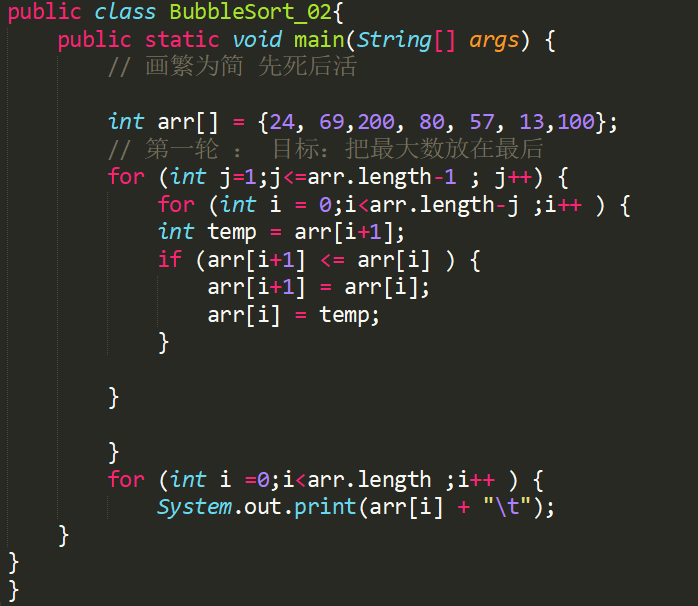 public class BubbleSort_02{
public static void main(String[] args) {
// 画繁为简 先死后活
int arr[] = {24, 69,200, 80, 57, 13,100};
// 第一轮 : 目标：把最大数放在最后
for (int j=1;j<=arr.length-1 ; j++) {
for (int i = 0;i<arr.length-j ;i++ ) {
int temp = arr[i+1];
if (arr[i+1] <= arr[i] ) {
arr[i+1] = arr[i];
arr[i] = temp;
}
}
}
for (int i =0;i<arr.length ;i++ ) {
System.out.print(arr[i] + "\t");
}
}
}